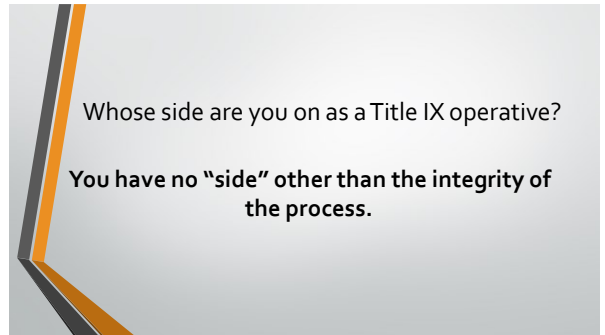 Whose side are you on as a Title IX operative?
You have no “side” other than the integrity of
the process.